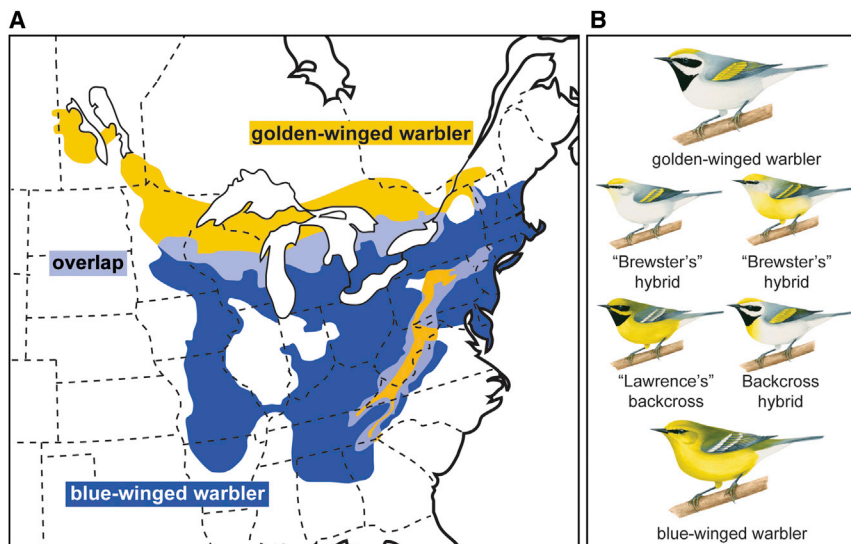 A
golden-winged warbler
overlap
blue-winged warbler
B
golden-winged warbler
“Brewster’s”
hybrid
“Brewster’s”
hybrid
“Lawrence’s”
backcross
Backcross
hybrid
blue-winged warbler